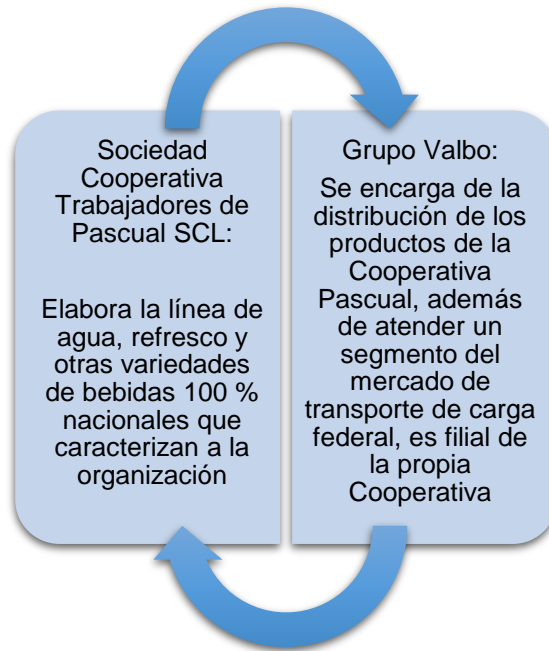 Sociedad
Cooperativa
Trabajadores de
Pascual SCL:
Elabora la línea de
agua, refresco y
otras variedades
de bebidas 100 %
nacionales que
caracterizan a la
organización
Grupo Valbo:
Se encarga de la
distribución de los
productos de la
Cooperativa
Pascual, además
de atender un
segmento del
mercado de
transporte de carga
federal, es filial de
la propia
Cooperativa